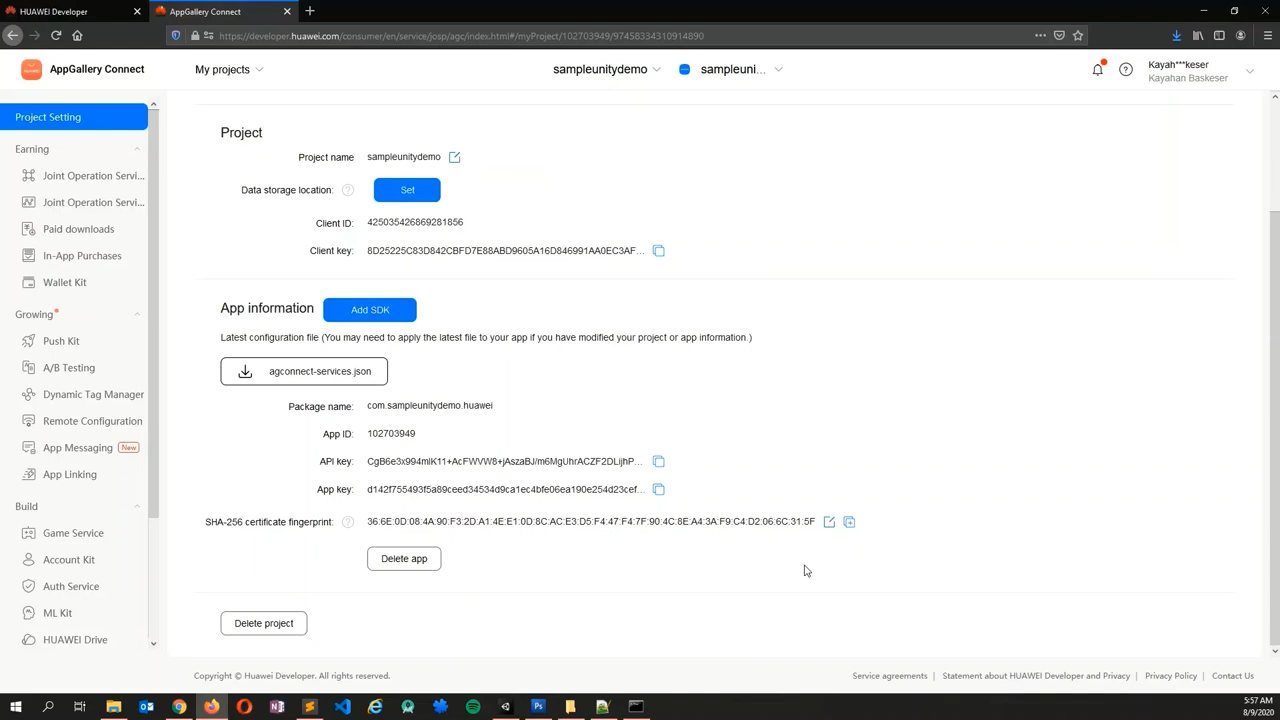 HUAWEI Developer
AppGallery Connect
https://developer.huawei.com/consumer/en/service/josp/agc/index.html#/myProject/102703949/97458334310914890
HUAWEI
AppGallery Connect
My projects
sampleunitydemo
sampleuni...
Kayah***keser
Kayahan Baskeser
Project Setting
Earning
Joint Operation Servi...
Joint Operation Servi...
Paid downloads
In-App Purchases
Wallet Kit
Growing
Push Kit
A/B Testing
Dynamic Tag Manager
Remote Configuration
App Messaging New
App Linking
Build
Game Service
Account Kit
Auth Service
ML Kit
HUAWEI Drive
Project
Project name sampleunitydemo
Data storage location: Set
Client ID: 425035426869281856
Client key: 8D25225C83D842CBFD7E88ABD9605A16D846991AA0EC3AF...
App information Add SDK
Latest configuration file (You may need to apply the latest file to your app if you have modified your project or app information.)
agconnect-services.json
Package name: com.sampleunitydemo.huawei
App ID: 102703949
API key: CgB6e3x994mlK11+AcFWVW8+jAszaBJ/m6MgUhrACZF2DLijhP...
App key: d142f755493f5a89ceed34534d9ca1ec4bfe06ea190e254d23cef...
SHA-256 certificate fingerprint: 36:6E:0D:08:4A:90:F3:2D:A1:4E:E1:0D:8C:AC:E3:D5:F4:47:F4:7F:90:4C:8E:A4:3A:F9:C4:D2:06:6C:31:5F
Delete app
Delete project
Copyright © Huawei Developer. All rights reserved.
Service agreements | Statement about HUAWEI Developer and Privacy | Privacy Policy | Contact Us
5:57 AM
8/9/2020